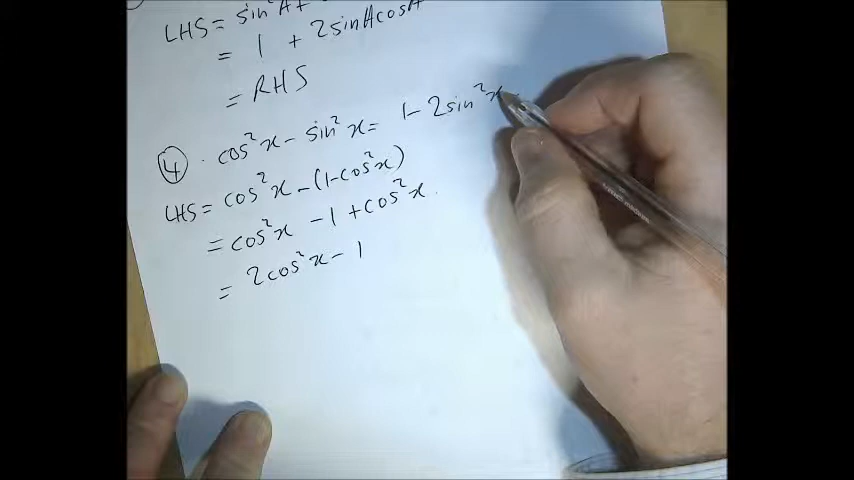 LHS = sin²A +
= 1 + 2sinAcosA
= RHS
④. cos²x - sin²x = 1 - 2sin²x
LHS = cos²x - (1-cos²x)
= cos²x - 1 + cos²x.
= 2cos²x - 1